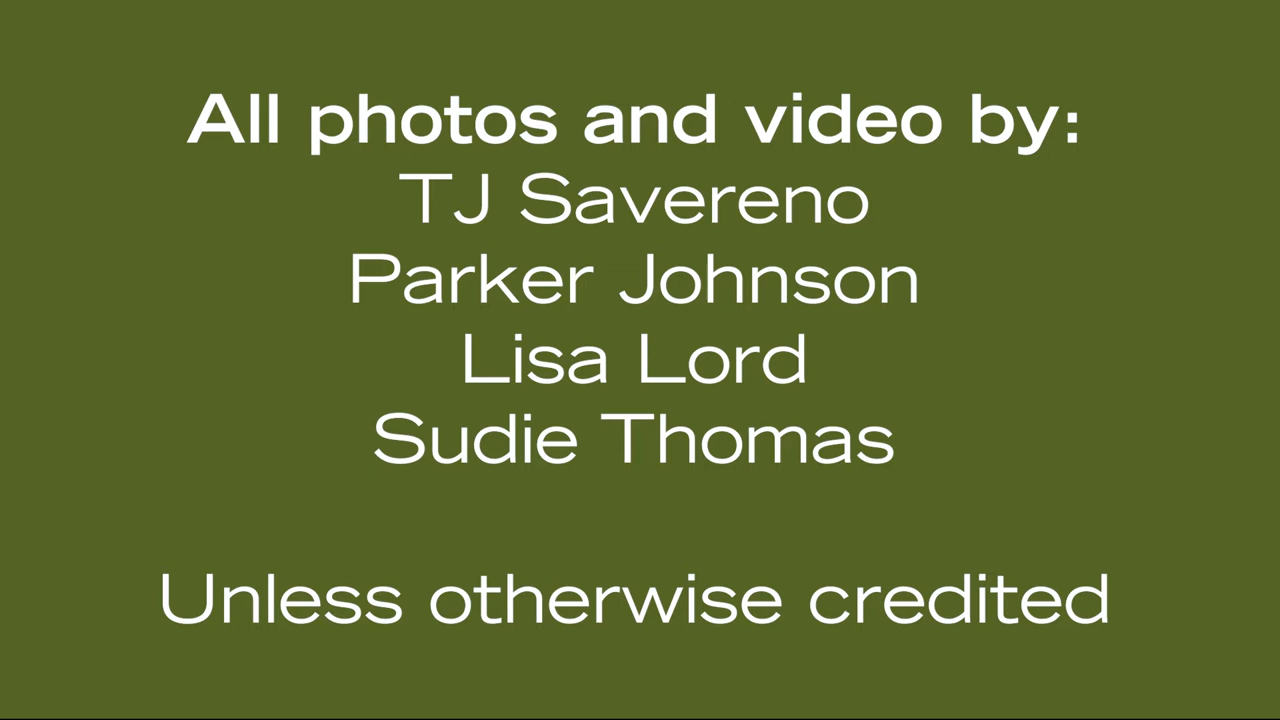 All photos and video by:
TJ Savereno
Parker Johnson
Lisa Lord
Sudie Thomas
Unless otherwise credited